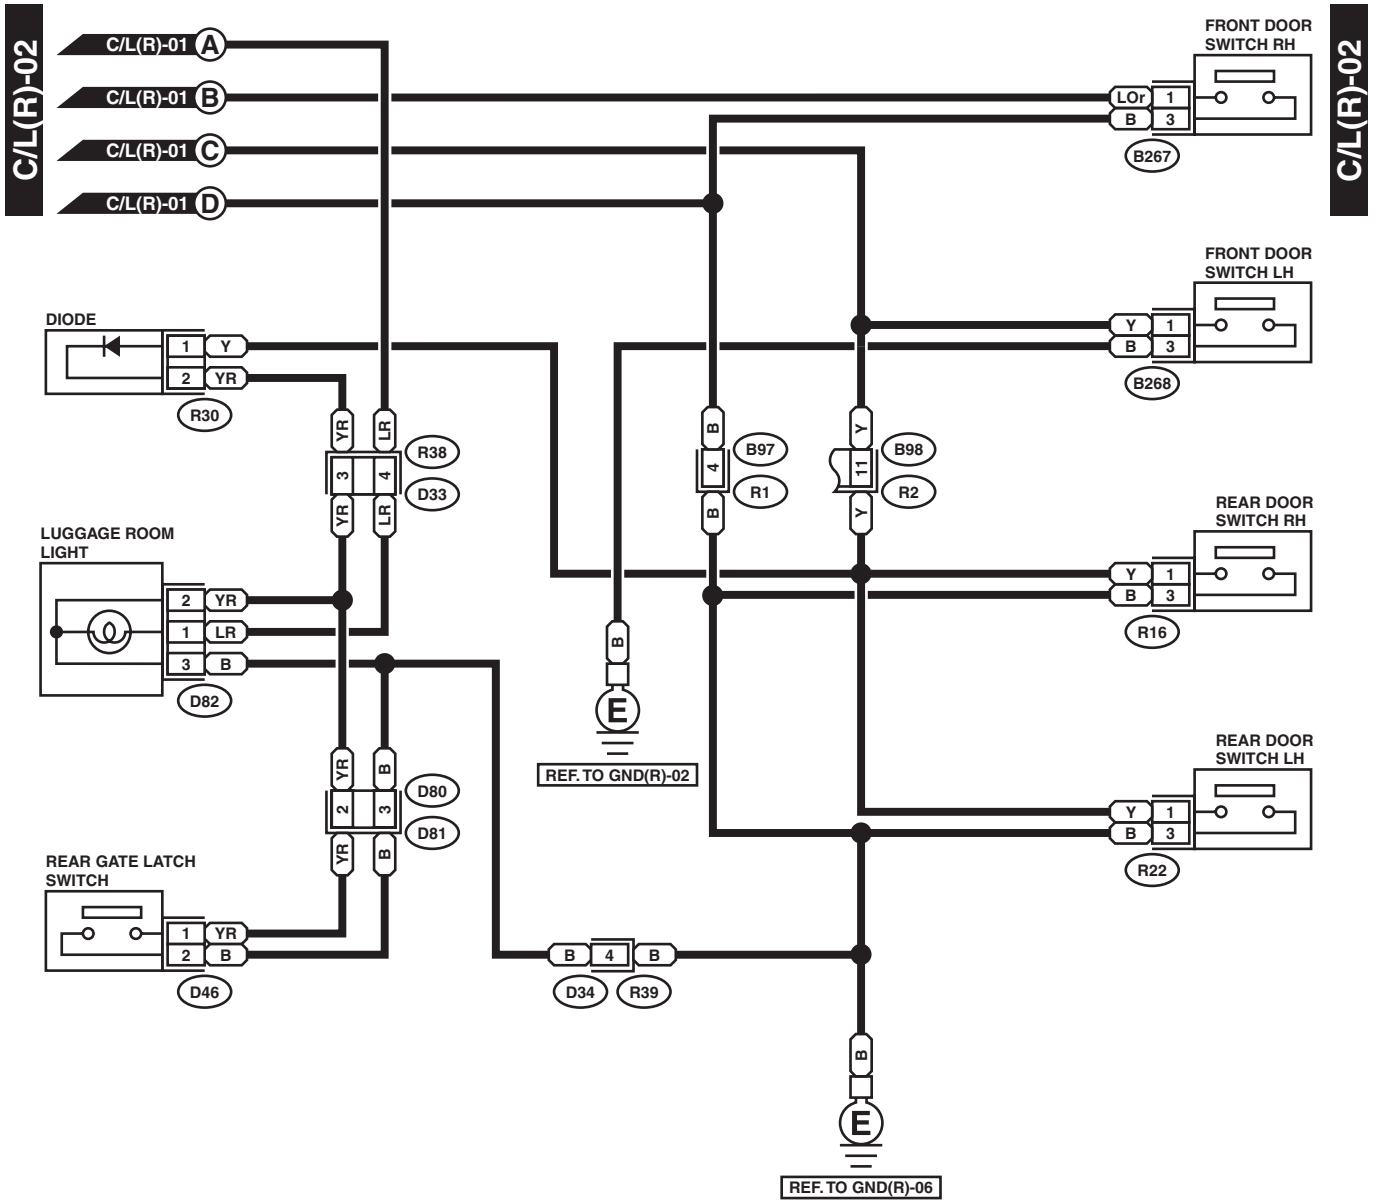 C/L(R)-02
C/L(R)-01 A
C/L(R)-01 B
C/L(R)-01 C
C/L(R)-01 D
C/L(R)-02
FRONT DOOR
SWITCH RH
LOr 1
B 3
B267
FRONT DOOR
SWITCH LH
Y 1
B 3
B268
DIODE
1 Y
2 YR
R30
YR LR
3 4
YR LR
R38
D33
B
4
B
B97
R1
Y
11
Y
B98
R2
REAR DOOR
SWITCH RH
Y 1
B 3
R16
LUGGAGE ROOM
LIGHT
2 YR
1 LR
3 B
D82
B
E
REF. TO GND(R)-02
REAR DOOR
SWITCH LH
Y 1
B 3
R22
YR B
2 3
YR B
D80
D81
REAR GATE LATCH
SWITCH
1 YR
2 B
D46
B 4 B
D34 R39
B
E
REF. TO GND(R)-06